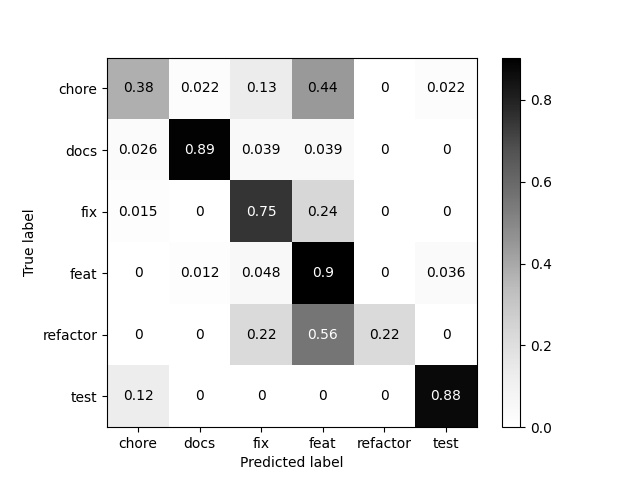 chore 0.38 0.022 0.13 0.44 0 0.022
docs 0.026 0.89 0.039 0.039 0 0
fix 0.015 0 0.75 0.24 0 0
feat 0 0.012 0.048 0.9 0 0.036
refactor 0 0 0.22 0.56 0.22 0
test 0.12 0 0 0 0 0.88
chore docs fix feat refactor test
Predicted label
True label
0.8
0.6
0.4
0.2
0.0